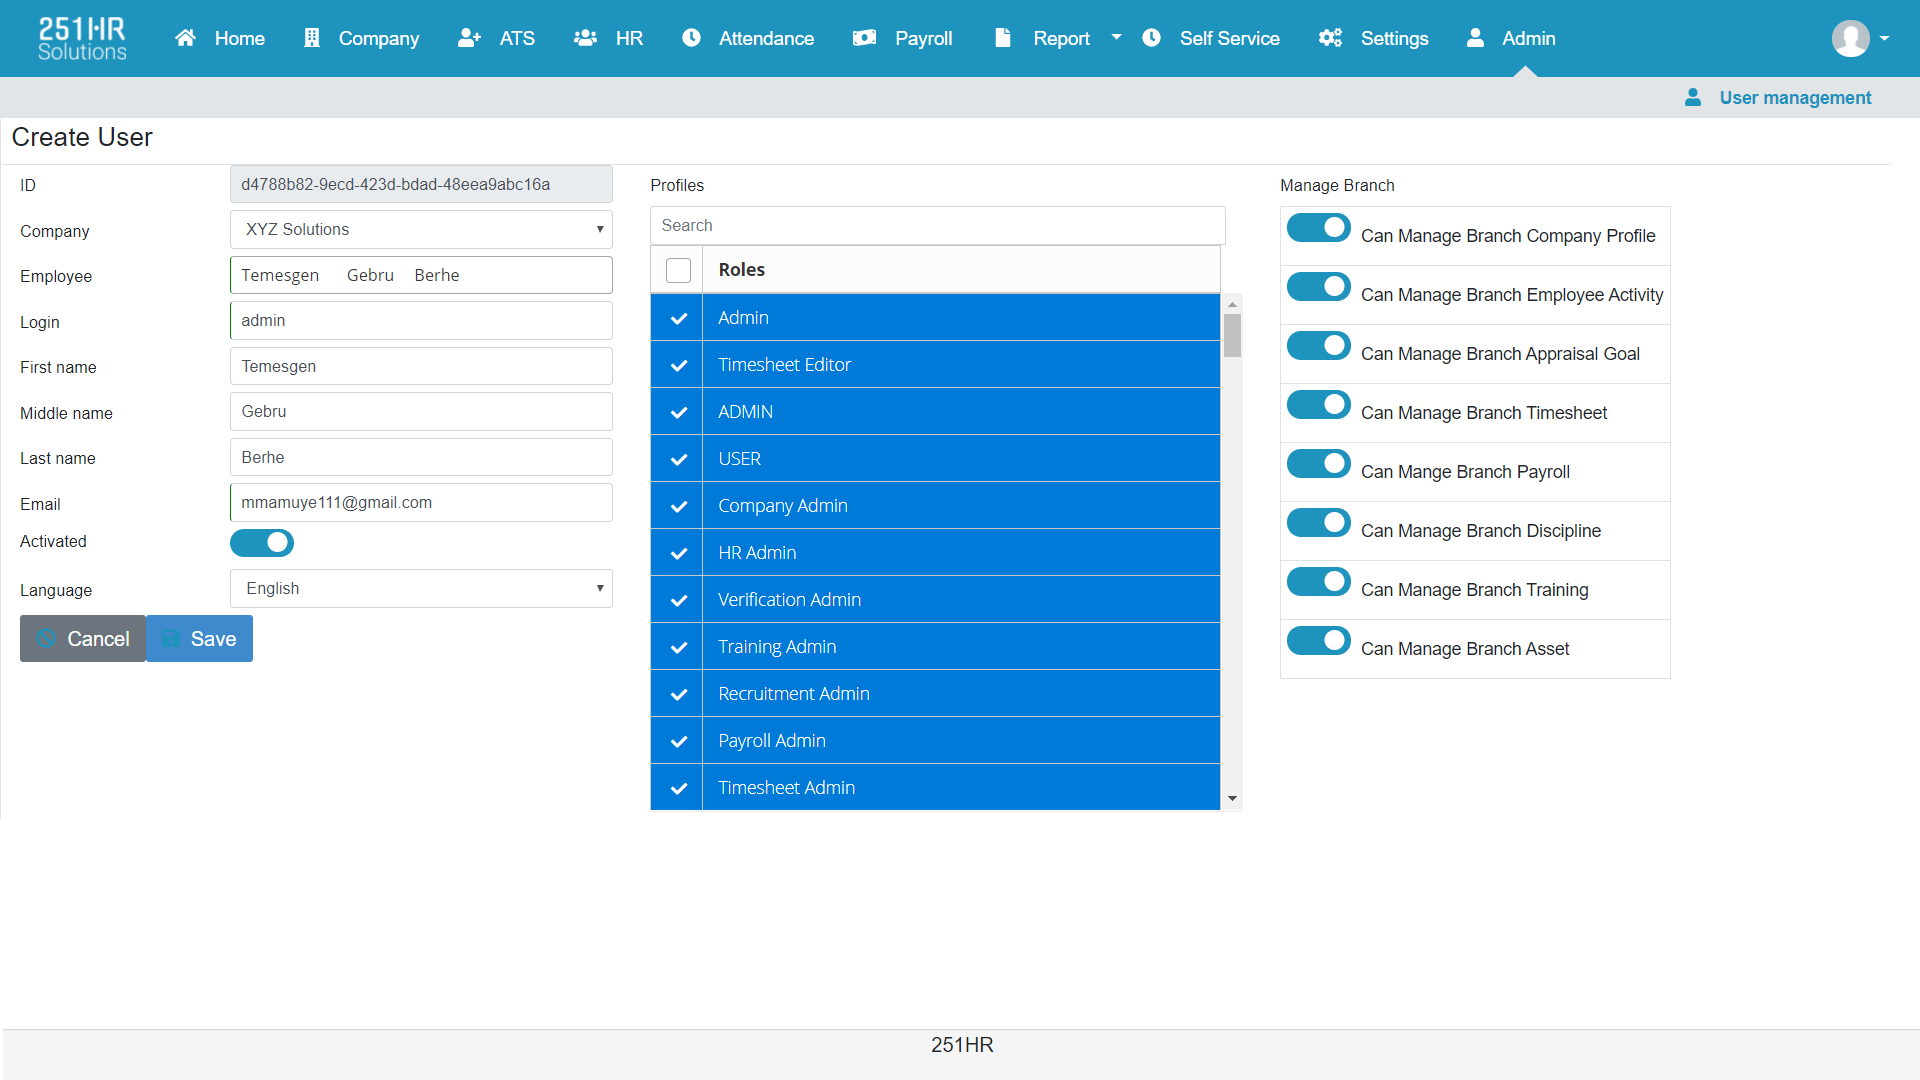 251HR
Solutions
Home
Company
ATS
HR
Attendance
Payroll
Report
Self Service
Settings
Admin
User management
Create User
ID
d4788b82-9ecd-423d-bdad-48eea9abc16a
Company
XYZ Solutions
Employee
Temesgen Gebru Berhe
Login
admin
First name
Temesgen
Middle name
Gebru
Last name
Berhe
Email
mmamuye111@gmail.com
Activated
Language
English
Cancel
Save
Profiles
Search
Roles
Admin
Timesheet Editor
ADMIN
USER
Company Admin
HR Admin
Verification Admin
Training Admin
Recruitment Admin
Payroll Admin
Timesheet Admin
Manage Branch
Can Manage Branch Company Profile
Can Manage Branch Employee Activity
Can Manage Branch Appraisal Goal
Can Manage Branch Timesheet
Can Mange Branch Payroll
Can Manage Branch Discipline
Can Manage Branch Training
Can Manage Branch Asset
251HR